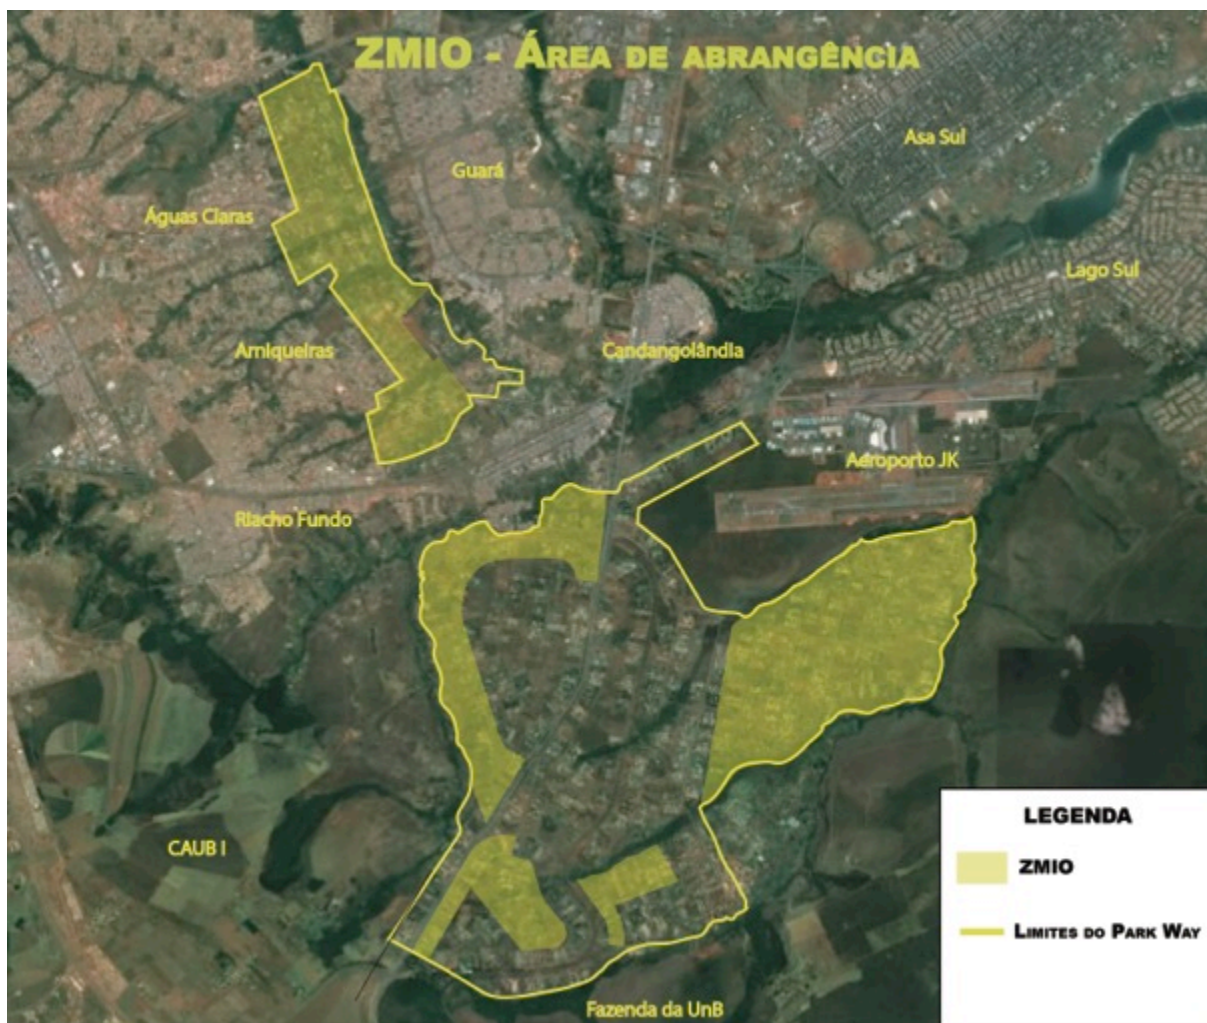 ZMIO - ÁREA DE ABRANGÊNCIA
Asa Sul
Guará
Águas Claras
Lago Sul
Arniqueiras
Candangolândia
Aeroporto JK
Riacho Fundo
CAUB I
Fazenda da UnB
LEGENDA
ZMIO
LIMITES DO PARK WAY